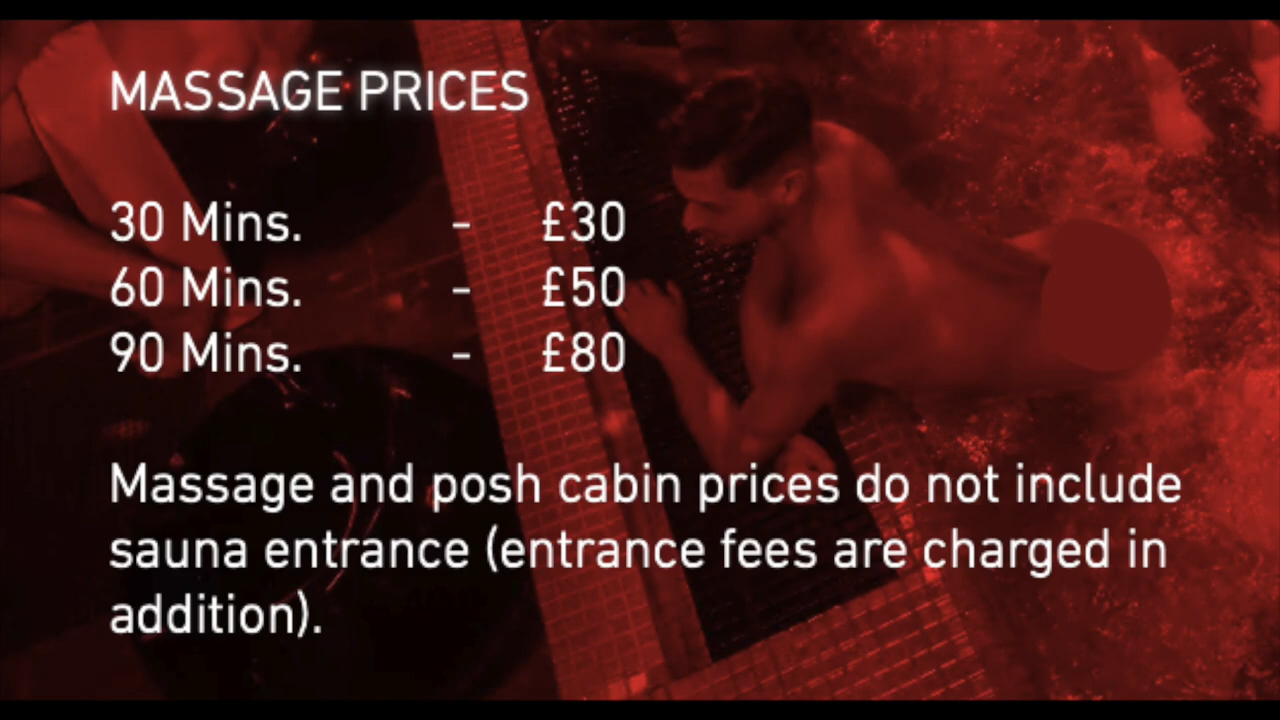 MASSAGE PRICES
30 Mins. - £30
60 Mins. - £50
90 Mins. - £80
Massage and posh cabin prices do not include
sauna entrance (entrance fees are charged in
addition).